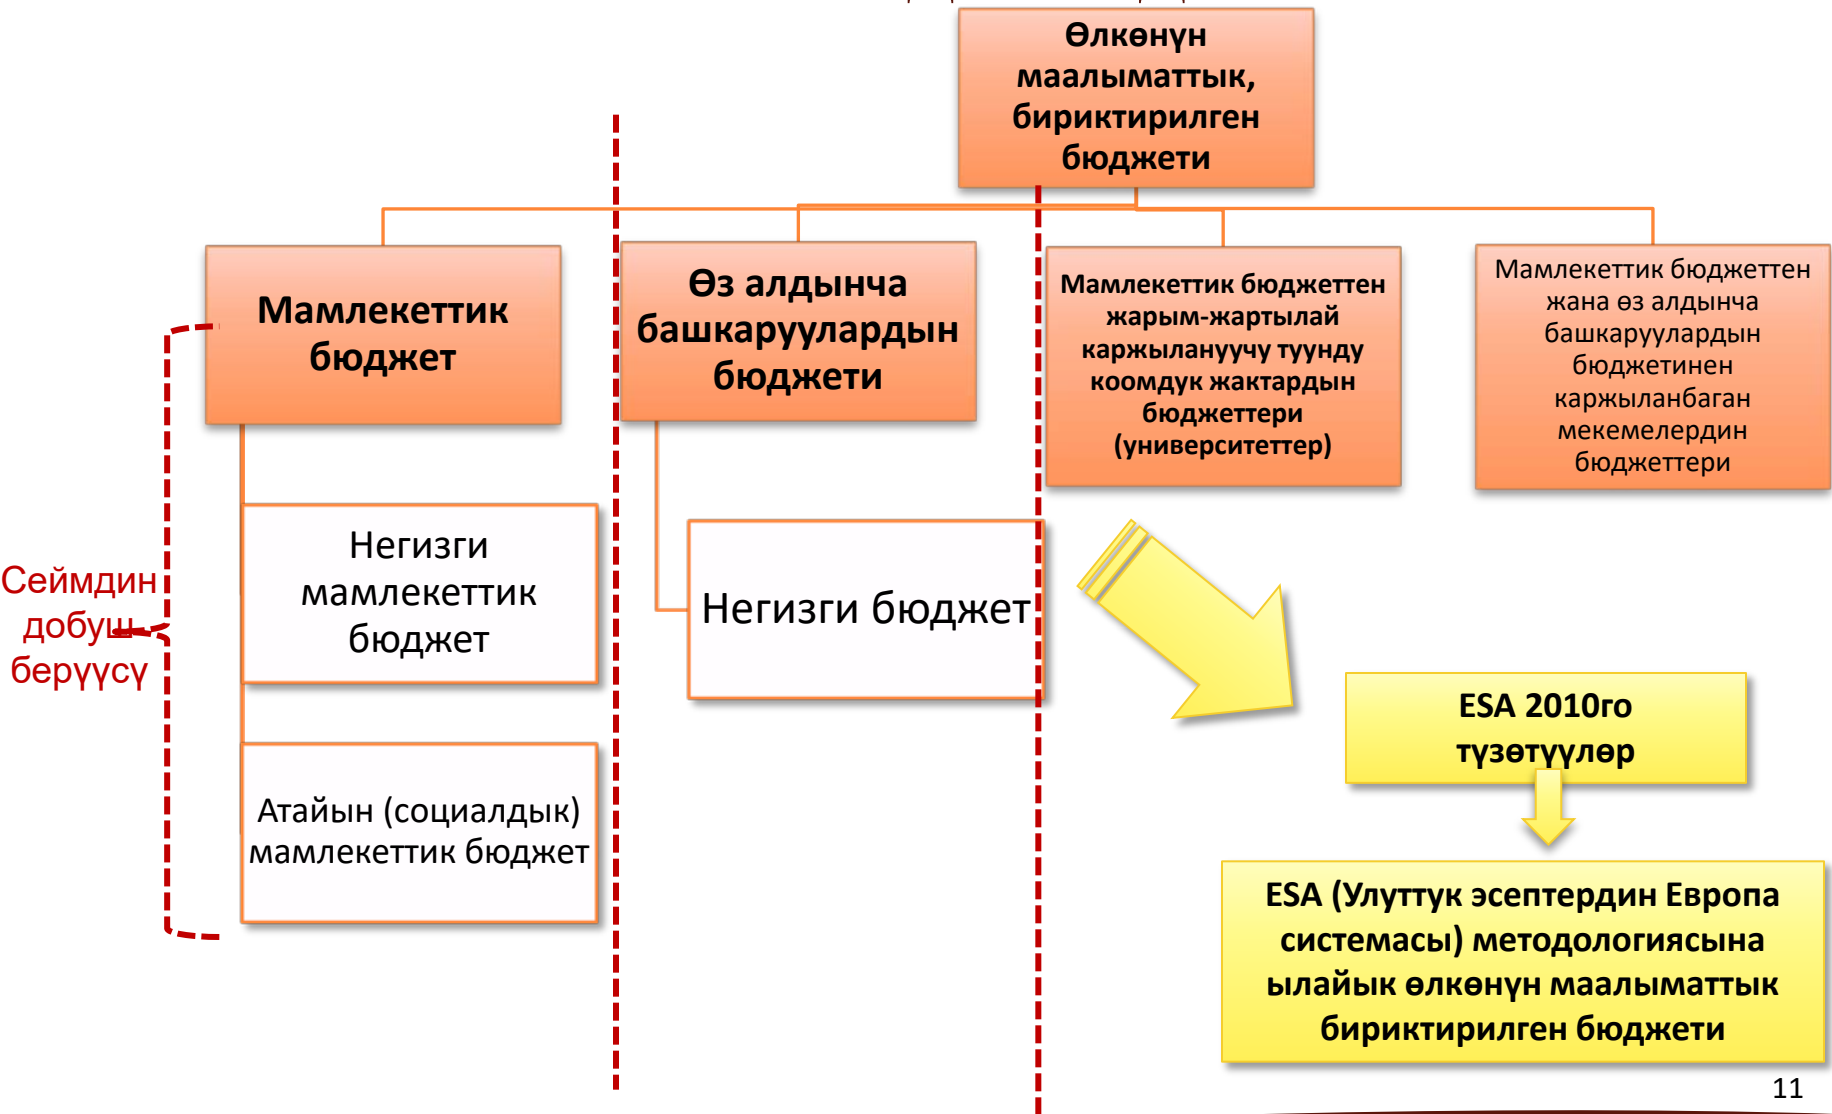 Өлкөнүн
маалыматтык,
бириктирилген
бюджети
Мамлекеттик
бюджет
Өз алдынча
башкаруулардын
бюджети
Мамлекеттик бюджеттен
жарым-жартылай
каржылануучу туунду
коомдук жактардын
бюджеттери
(университеттер)
Мамлекеттик бюджеттен
жана өз алдынча
башкаруулардын
бюджетинен
каржыланбаган
мекемелердин
бюджеттери
Негизги
мамлекеттик
бюджет
Негизги бюджет
Сеймдин
добуш
берүүсү
Атайын (социалдык)
мамлекеттик бюджет
ESA 2010го
түзөтүүлөр
ESA (Улуттук эсептердин Европа
системасы) методологиясына
ылайык өлкөнүн маалыматтык
бириктирилген бюджети
11